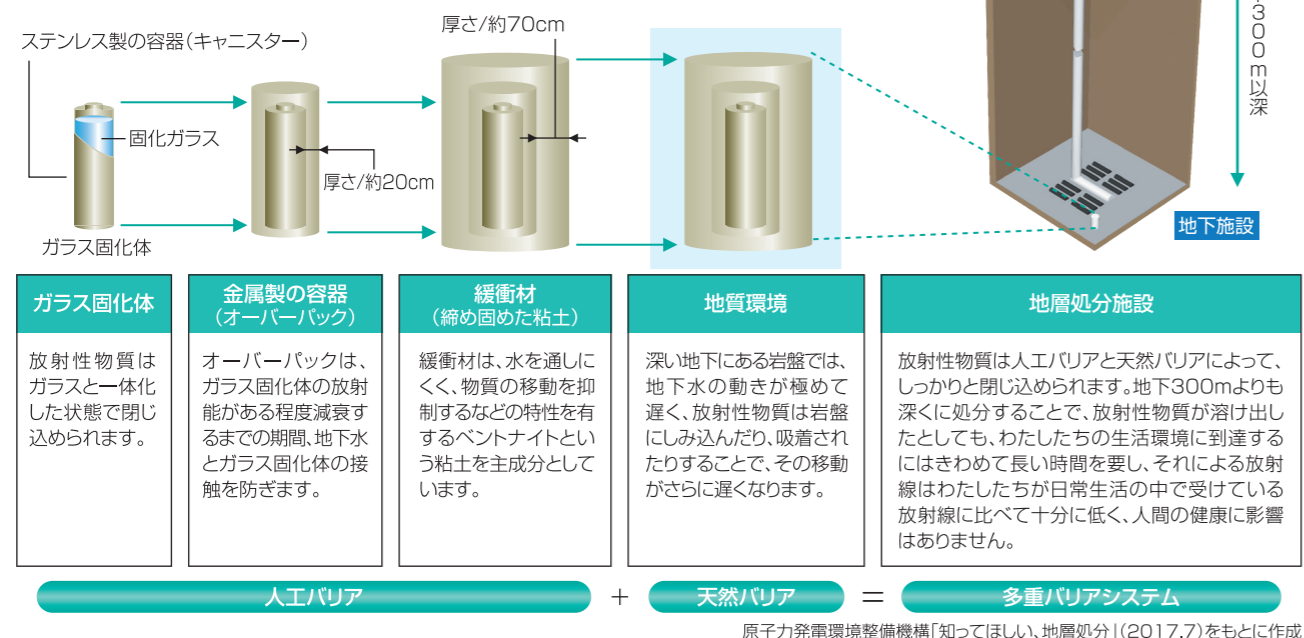 厚さ/約70cm
ステンレス製の容器(キャニスター)
固化ガラス
厚さ/約20cm
ガラス固化体
300m以深
地下施設
ガラス固化体
放射性物質は
ガラスと一体化
した状態で閉じ
込められます。
金属製の容器
(オーバーパック)
オーバーパックは、
ガラス固化体の放射
能がある程度減衰す
るまでの期間、地下水
とガラス固化体の接
触を防ぎます。
緩衝材
(締め固めた粘土)
緩衝材は、水を通しに
くく、物質の移動を抑
制するなどの特性を有
するベントナイトとい
う粘土を主成分として
います。
地質環境
深い地下にある岩盤では、
地下水の動きが極めて
遅く、放射性物質は岩盤
にしみ込んだり、吸着され
たりすることで、その移動
がさらに遅くなります。
地層処分施設
放射性物質は人工バリアと天然バリアによって、
しっかりと閉じ込められます。地下300mよりも
深くに処分することで、放射性物質が溶け出し
たとしても、わたしたちの生活環境に到達する
にはきわめて長い時間を要し、それによる放射
線はわたしたちが日常生活の中で受けている
放射線に比べて十分に低く、人間の健康に影響
はありません。
人工バリア + 天然バリア = 多重バリアシステム
原子力発電環境整備機構「知ってほしい、地層処分」(2017.7)をもとに作成